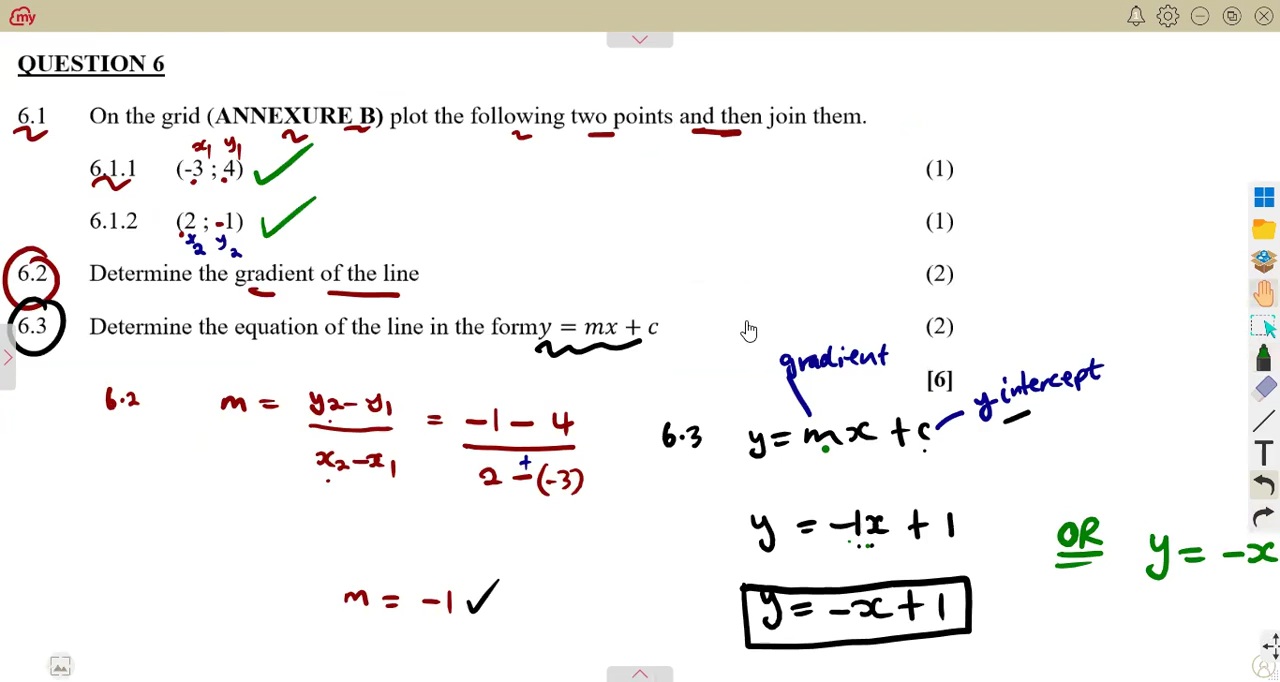 my
QUESTION 6
6.1 On the grid (ANNEXURE B) plot the following two points and then join them.
x1 y1
6.1.1 (-3 ; 4) (1)
6.1.2 (2 ; -1) (1)
x2 y2
6.2 Determine the gradient of the line (2)
6.3 Determine the equation of the line in the formy = mx + c (2)
[6]
6.2 m = y2 - y1 / x2 - x1 = -1 - 4 / 2 - (-3)
+
m = -1
gradient
y intercept
6.3 y = mx + c
y = -1x + 1
y = -x + 1
OR y = -x
T